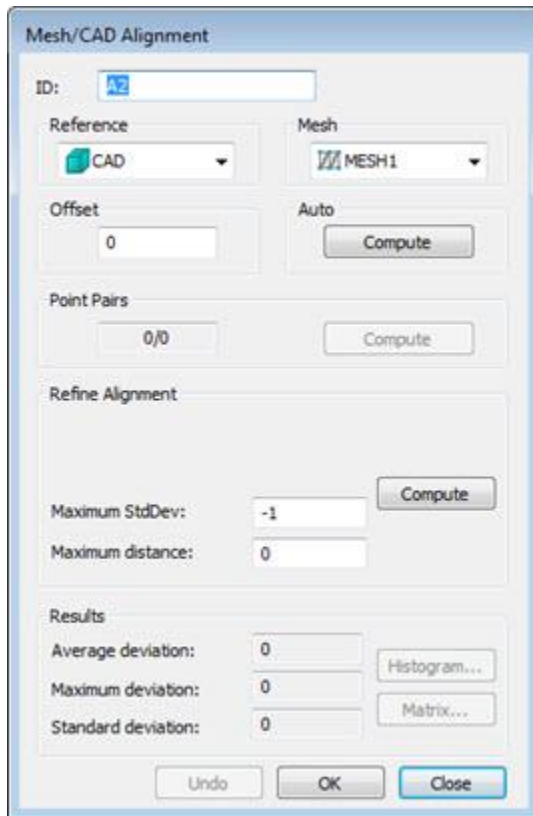 Mesh/CAD Alignment
ID: A2
Reference Mesh
CAD MESH1
Offset Auto
0 Compute
Point Pairs
0/0 Compute
Refine Alignment
Compute
Maximum StdDev: -1
Maximum distance: 0
Results
Average deviation: 0
Histogram...
Maximum deviation: 0
Matrix...
Standard deviation: 0
Undo OK Close